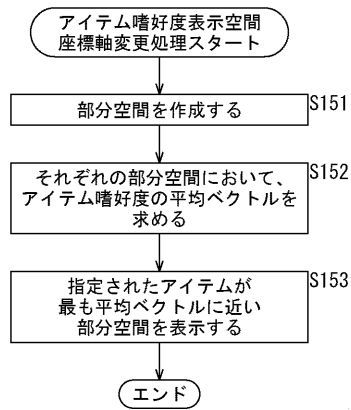 アイテム嗜好度表示空間
座標軸変更処理スタート
部分空間を作成する
S151
それぞれの部分空間において、
アイテム嗜好度の平均ベクトルを
求める
S152
指定されたアイテムが
最も平均ベクトルに近い
部分空間を表示する
S153
エンド